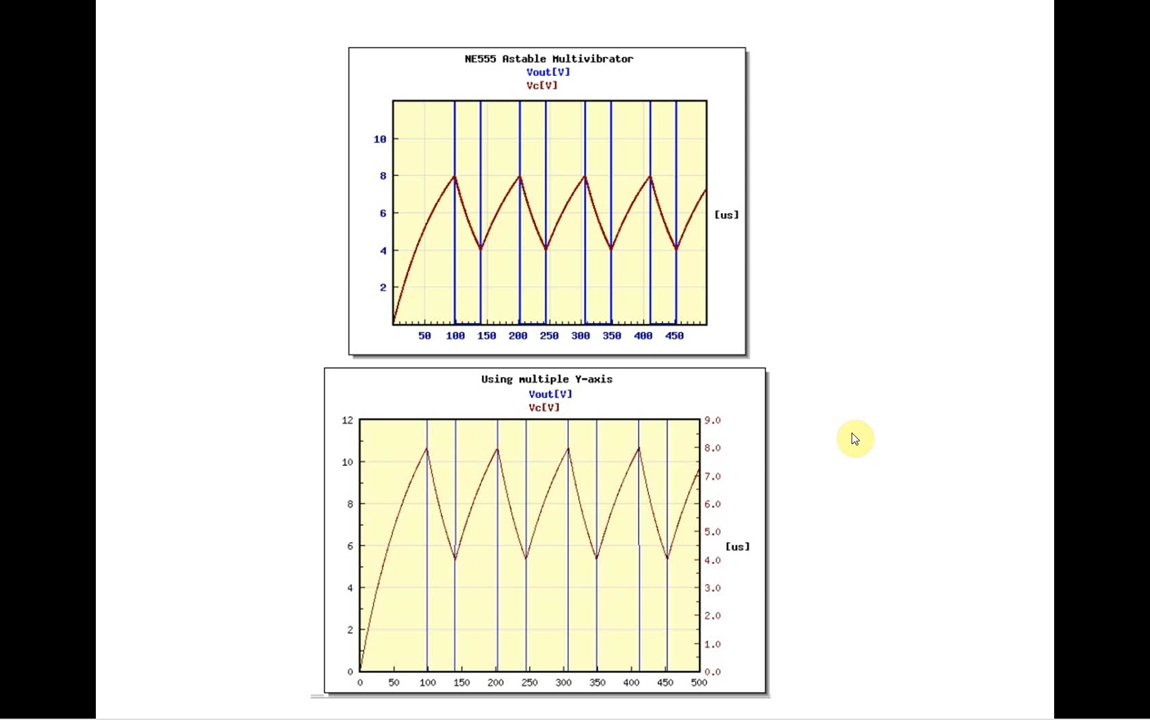 NE555 Astable Multivibrator
Vout[V]
Vc[V]
10
8
6
4
2
[us]
50 100 150 200 250 300 350 400 450
Using multiple Y-axis
Vout[V]
Vc[V]
12 9.0
8.0
10
7.0
8 6.0
5.0
6
[us]
4.0
4 3.0
2 2.0
1.0
0 0.0
0 50 100 150 200 250 300 350 400 450 500